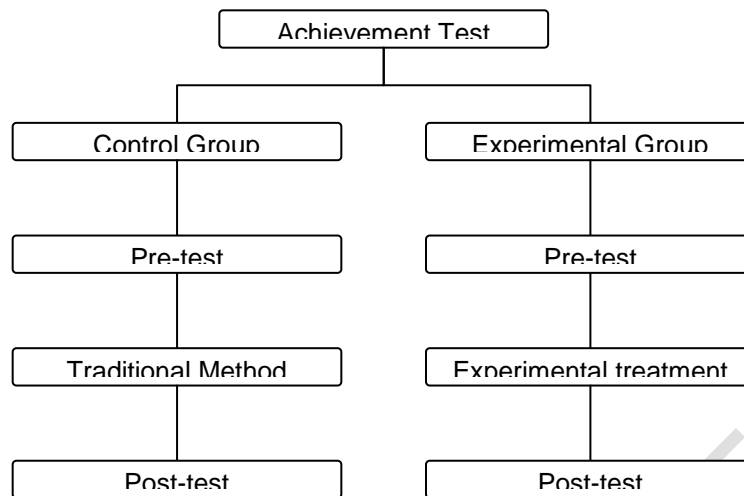 Achievement Test
Control Group
Experimental Group
Pre-test
Pre-test
Traditional Method
Experimental treatment
Post-test
Post-test